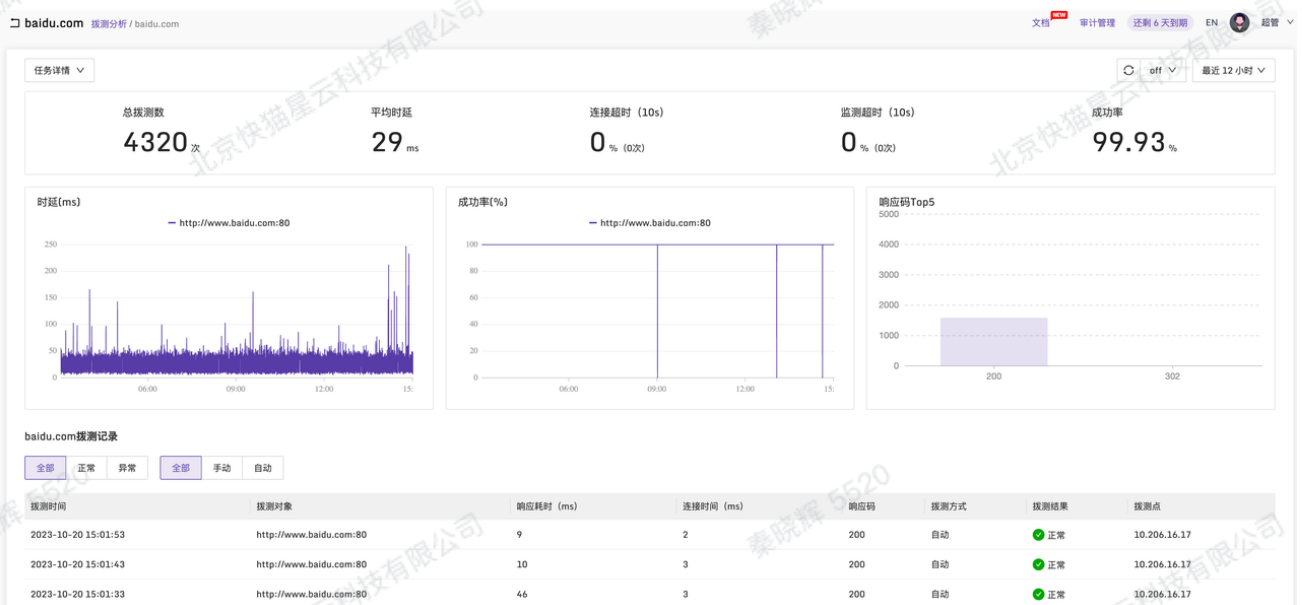 baidu.com 拨测分析 / baidu.com 文档 NEW 审计管理 还剩 6 天到期 EN 超管
任务详情 off 最近 12 小时
总拨测数 平均时延 连接超时（10s） 监测超时（10s） 成功率
4320 次 29 ms 0 %（0次） 0 %（0次） 99.93 %
时延(ms)
http://www.baidu.com:80
250
200
150
100
50
0
06:00 09:00 12:00 15:
成功率(%)
http://www.baidu.com:80
100
80
60
40
20
0
06:00 09:00 12:00 15:
响应码Top5
5000
4000
3000
2000
1000
0
200 302
baidu.com拨测记录
全部 正常 异常 全部 手动 自动
拨测时间 拨测对象 响应耗时（ms） 连接时间（ms） 响应码 拨测方式 拨测结果 拨测点
2023-10-20 15:01:53 http://www.baidu.com:80 9 2 200 自动 正常 10.206.16.17
2023-10-20 15:01:43 http://www.baidu.com:80 10 3 200 自动 正常 10.206.16.17
2023-10-20 15:01:33 http://www.baidu.com:80 46 3 200 自动 正常 10.206.16.17
北京快猫星云科技有限公司
秦晓辉 5520